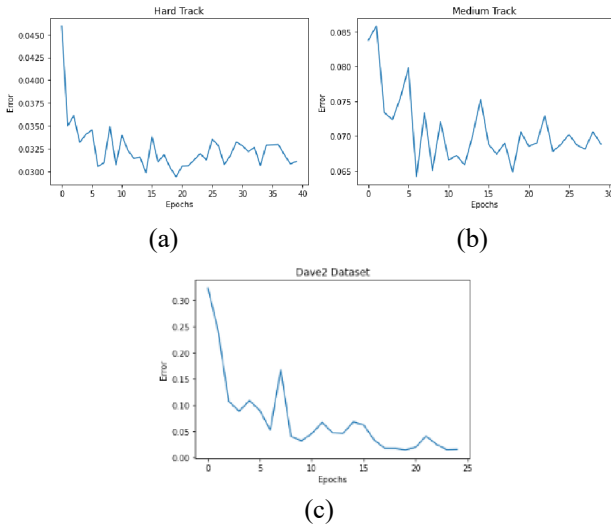 Hard Track
0.0450
0.0425
0.0400
0.0375
0.0350
0.0325
0.0300
Error
0 5 10 15 20 25 30 35 40
Epochs
(a)
Medium Track
0.085
0.080
0.075
0.070
0.065
Error
0 5 10 15 20 25 30
Epochs
(b)
Dave2 Dataset
0.30
0.25
0.20
0.15
0.10
0.05
0.00
Error
0 5 10 15 20 25
Epochs
(c)